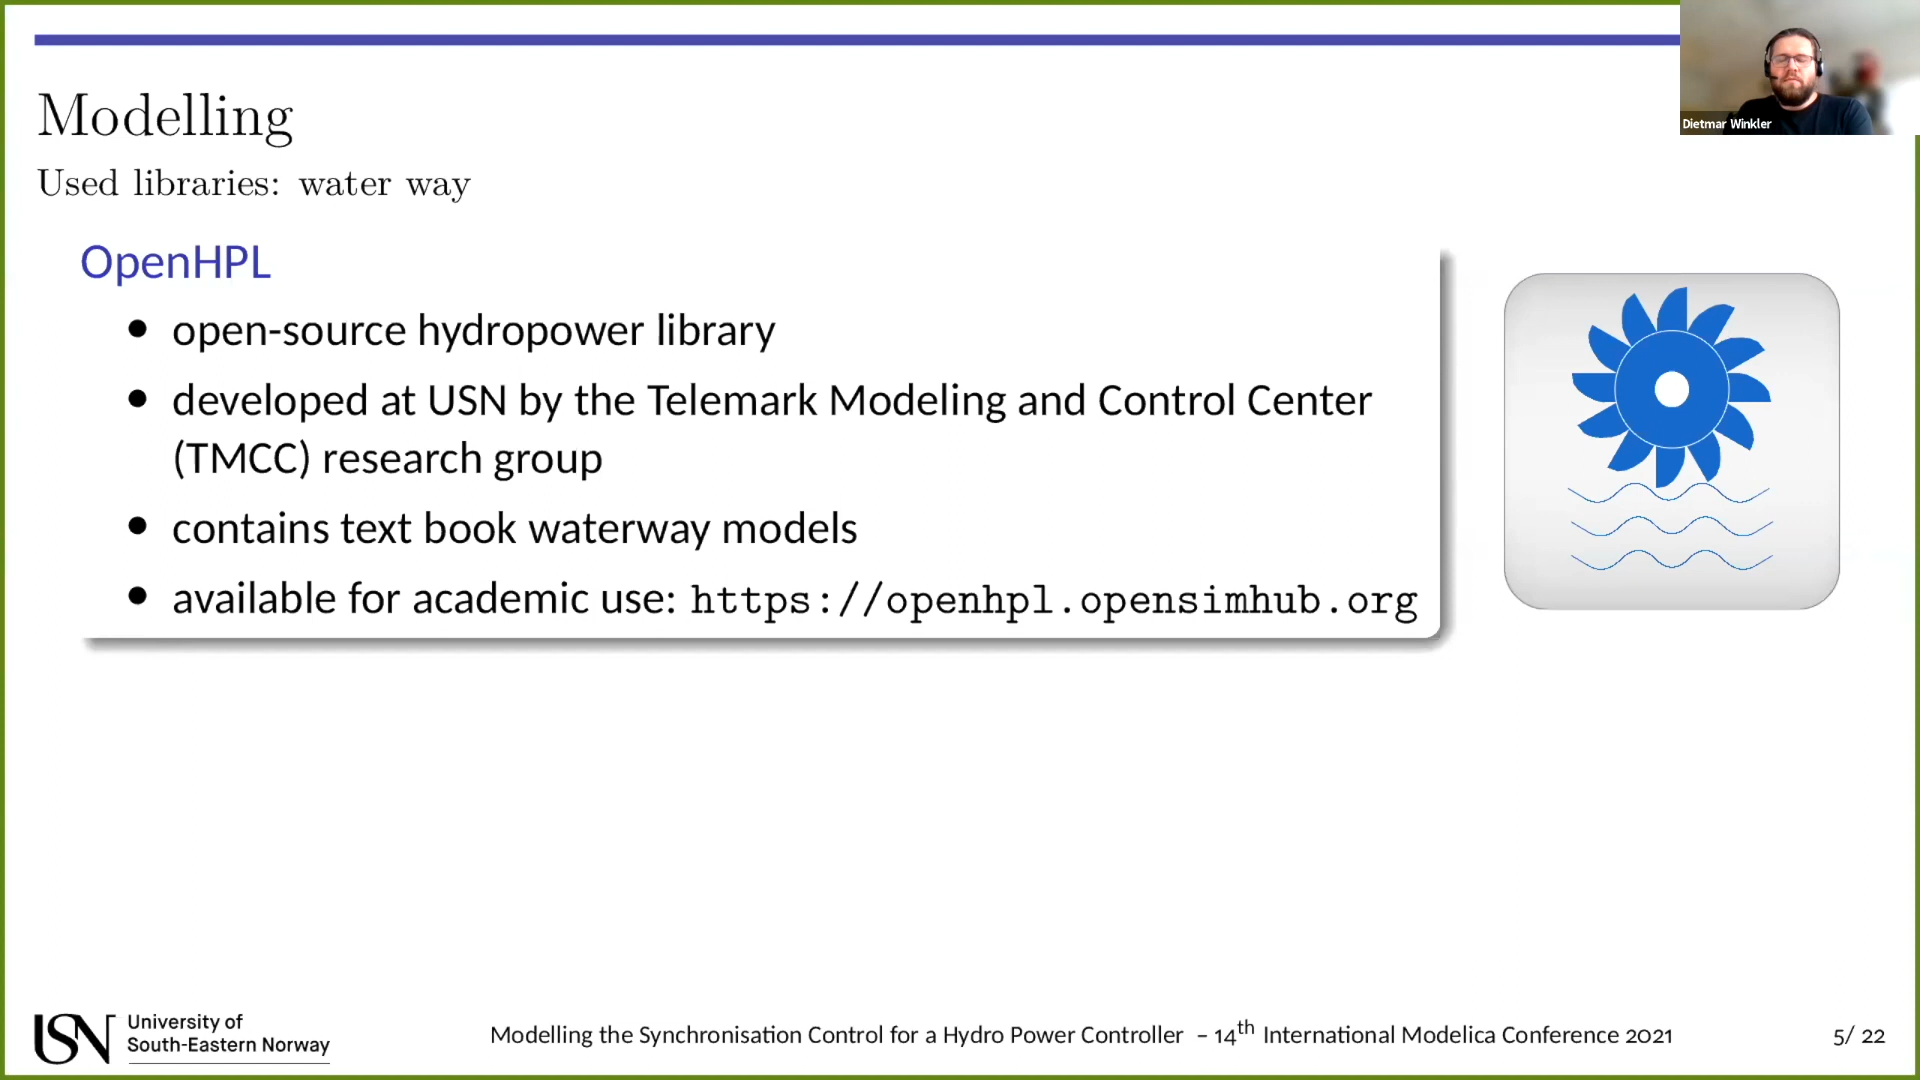 Dietmar Winkler
Modelling
Used libraries: water way
OpenHPL
• open-source hydropower library
• developed at USN by the Telemark Modeling and Control Center
(TMCC) research group
• contains text book waterway models
• available for academic use: https://openhpl.opensimhub.org
USN University of
South-Eastern Norway
Modelling the Synchronisation Control for a Hydro Power Controller – 14th International Modelica Conference 2021
5/ 22